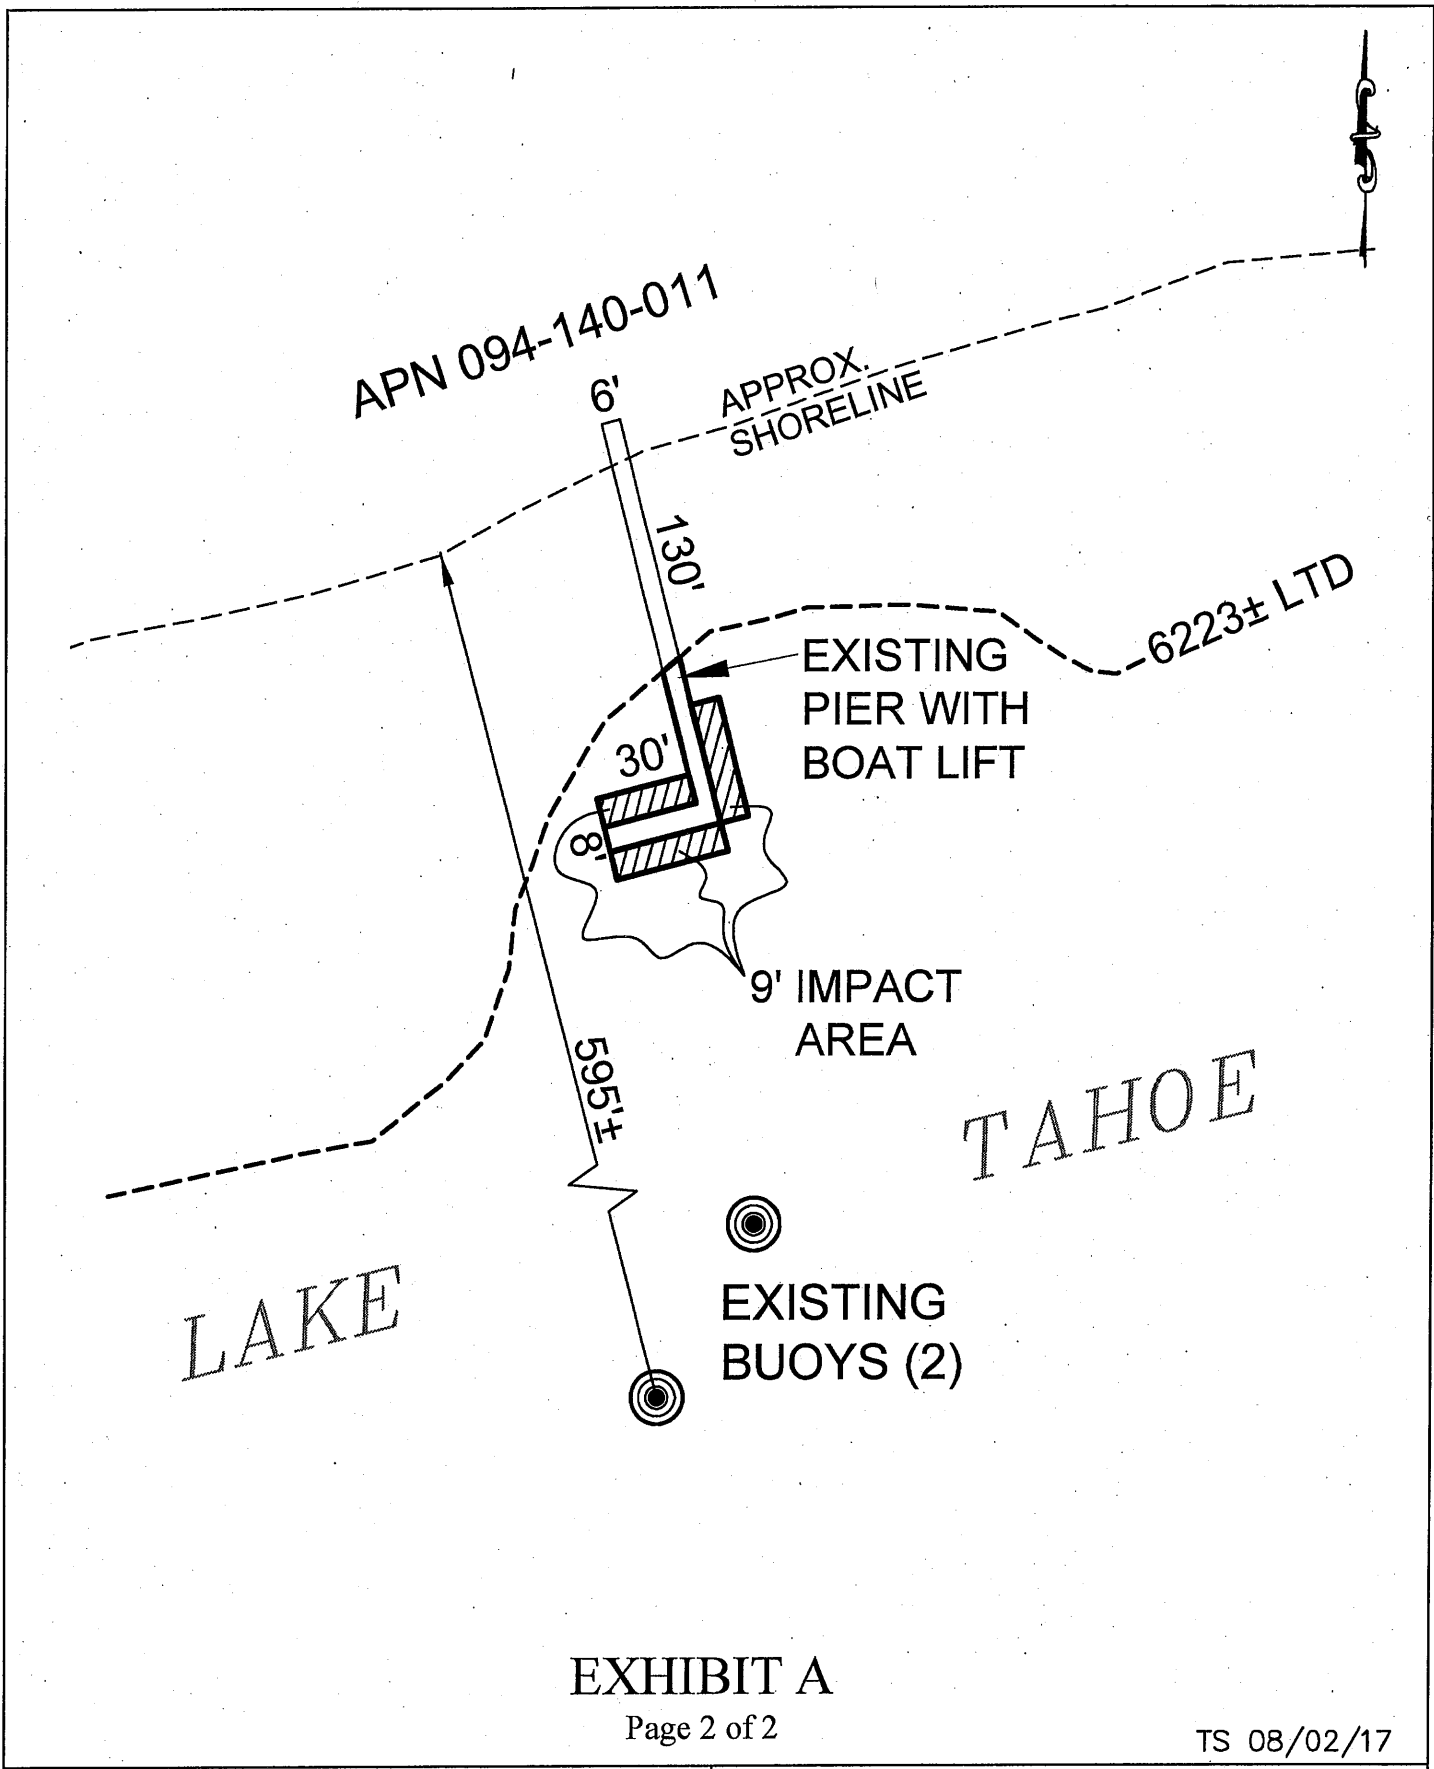 APN 094-140-011
6'
APPROX.
SHORELINE
130'
6223± LTD
EXISTING
PIER WITH
BOAT LIFT
30'
8'
9' IMPACT
AREA
595'±
TAHOE
LAKE
EXISTING
BUOYS (2)
EXHIBIT A
Page 2 of 2
TS 08/02/17